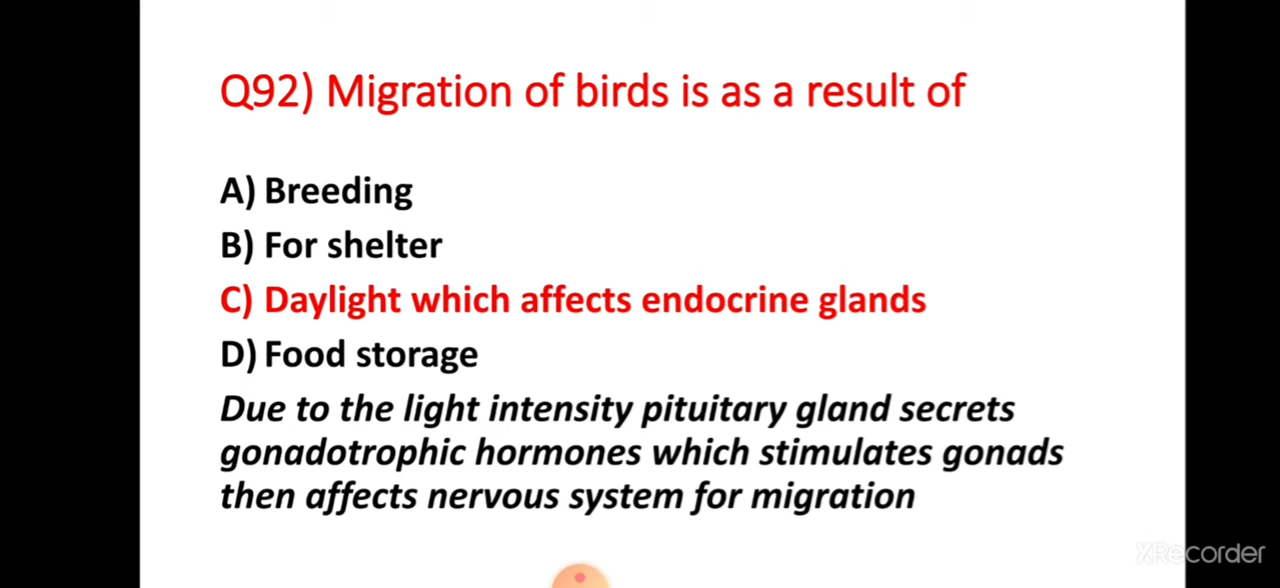 Q92) Migration of birds is as a result of
A) Breeding
B) For shelter
C) Daylight which affects endocrine glands
D) Food storage
Due to the light intensity pituitary gland secrets
gonadotrophic hormones which stimulates gonads
then affects nervous system for migration
XRecorder